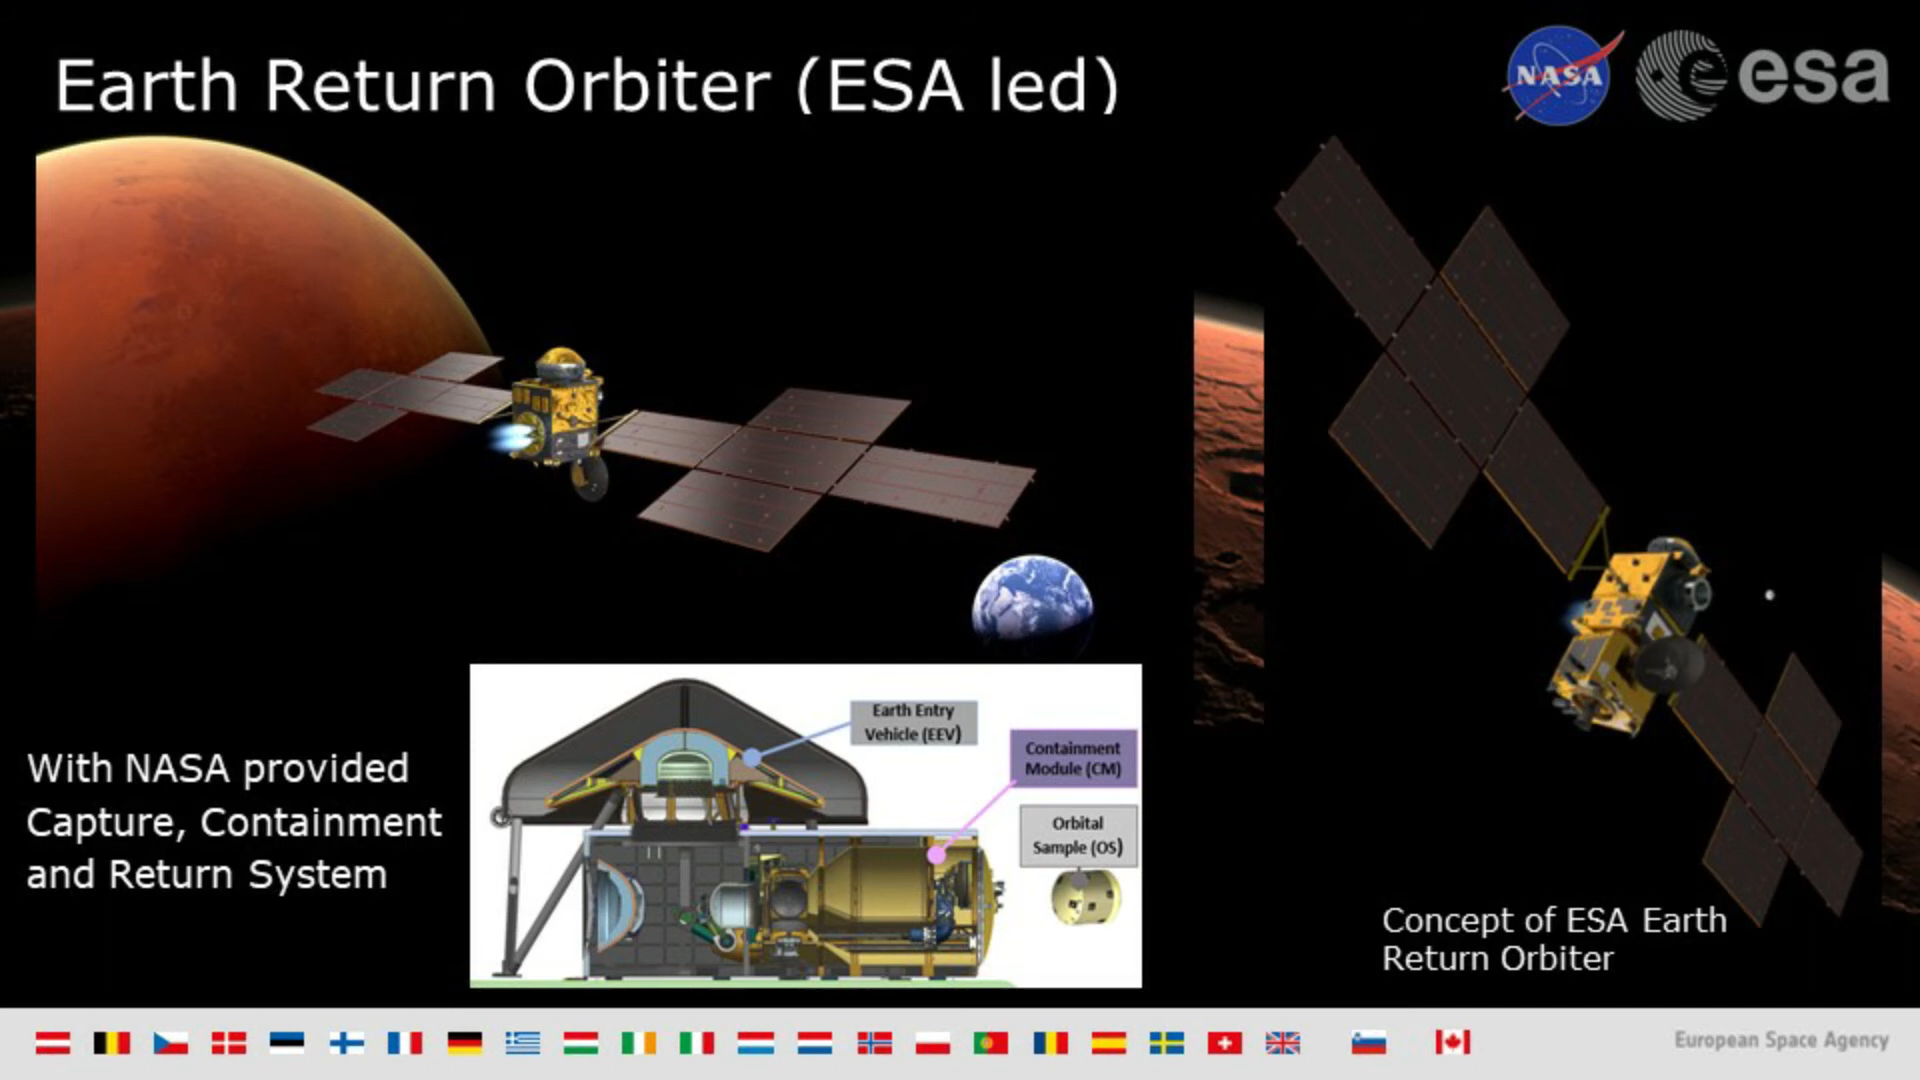 Earth Return Orbiter (ESA led)
NASA
esa
Earth Entry
Vehicle (EEV)
Containment
Module (CM)
Orbital
Sample (OS)
With NASA provided
Capture, Containment
and Return System
Concept of ESA Earth
Return Orbiter
European Space Agency